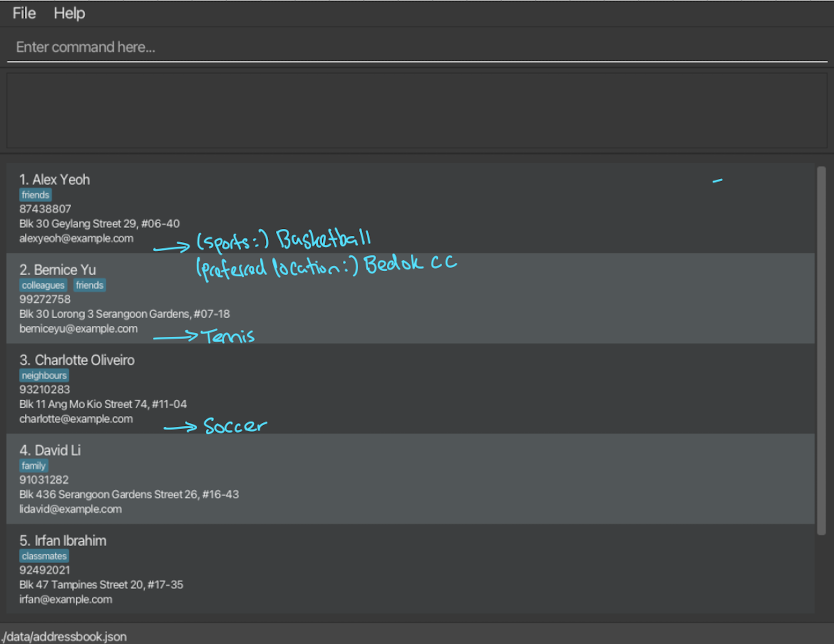 File Help
Enter command here...
1. Alex Yeoh
friends
87438807
Blk 30 Geylang Street 29, #06-40
alexyeoh@example.com
(sports:) Basketball
(preferred location:) Bedok CC
2. Bernice Yu
colleagues friends
99272758
Blk 30 Lorong 3 Serangoon Gardens, #07-18
berniceyu@example.com
Tennis
3. Charlotte Oliveiro
neighbours
93210283
Blk 11 Ang Mo Kio Street 74, #11-04
charlotte@example.com
Soccer
4. David Li
family
91031282
Blk 436 Serangoon Gardens Street 26, #16-43
lidavid@example.com
5. Irfan Ibrahim
classmates
92492021
Blk 47 Tampines Street 20, #17-35
irfan@example.com
./data/addressbook.json